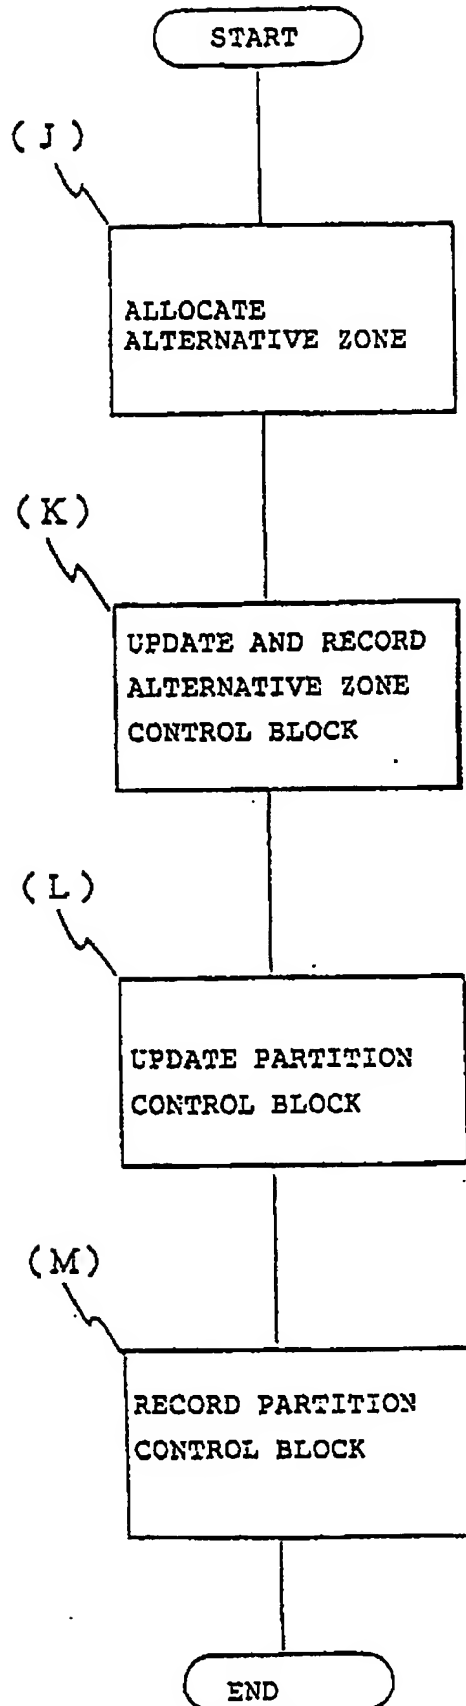 START
(J)
ALLOCATE
ALTERNATIVE ZONE
(K)
UPDATE AND RECORD
ALTERNATIVE ZONE
CONTROL BLOCK
(L)
UPDATE PARTITION
CONTROL BLOCK
(M)
RECORD PARTITION
CONTROL BLOCK
END